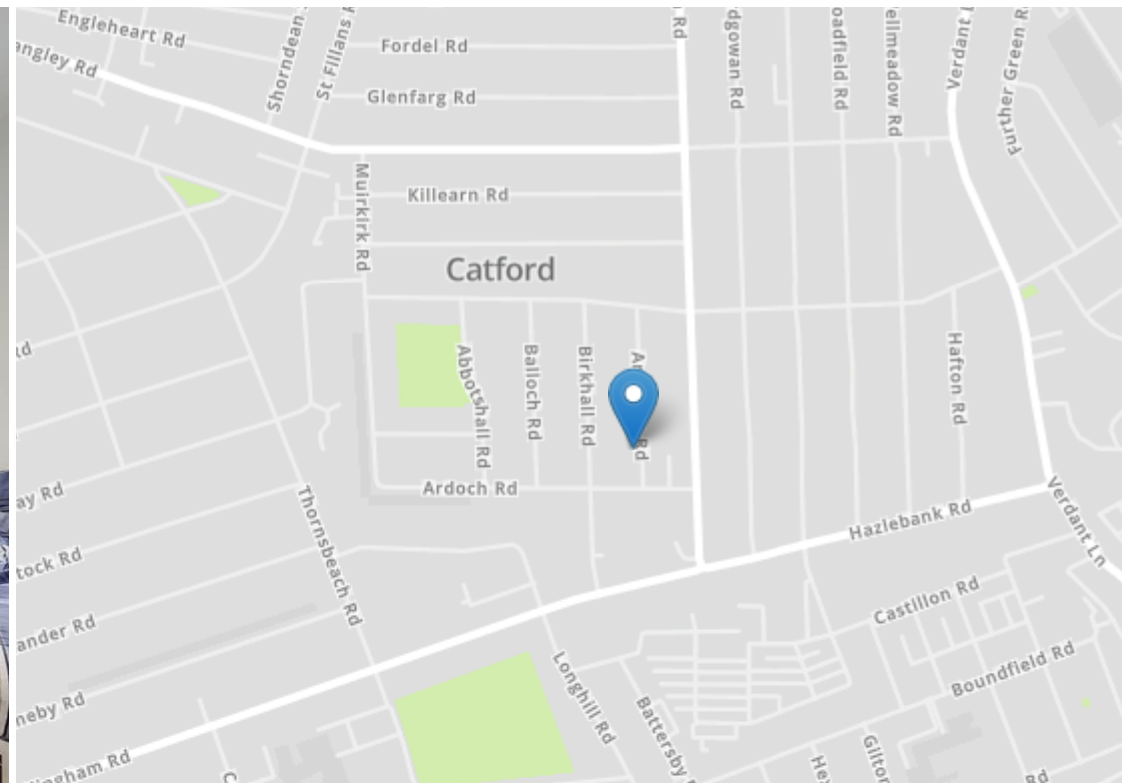 Engleheart Rd
angley Rd
Shorndean
St Fillans R
Fordel Rd
Glenfarg Rd
n Rd
dgowan Rd
oadfield Rd
ellmeadow Rd
Verdant
Further Green R
Muirkirk Rd
Killearn Rd
Catford
Abbotshall Rd
Balloch Rd
Birkhall Rd
Rd
Hafton Rd
Ardoch Rd
ay Rd
tock Rd
ander Rd
neby Rd
ingham Rd
Thornsbeach Rd
Hazlebank Rd
Verdant Ln
Castillon Rd
Boundfield Rd
Longhill Rd
Battersby
Rd